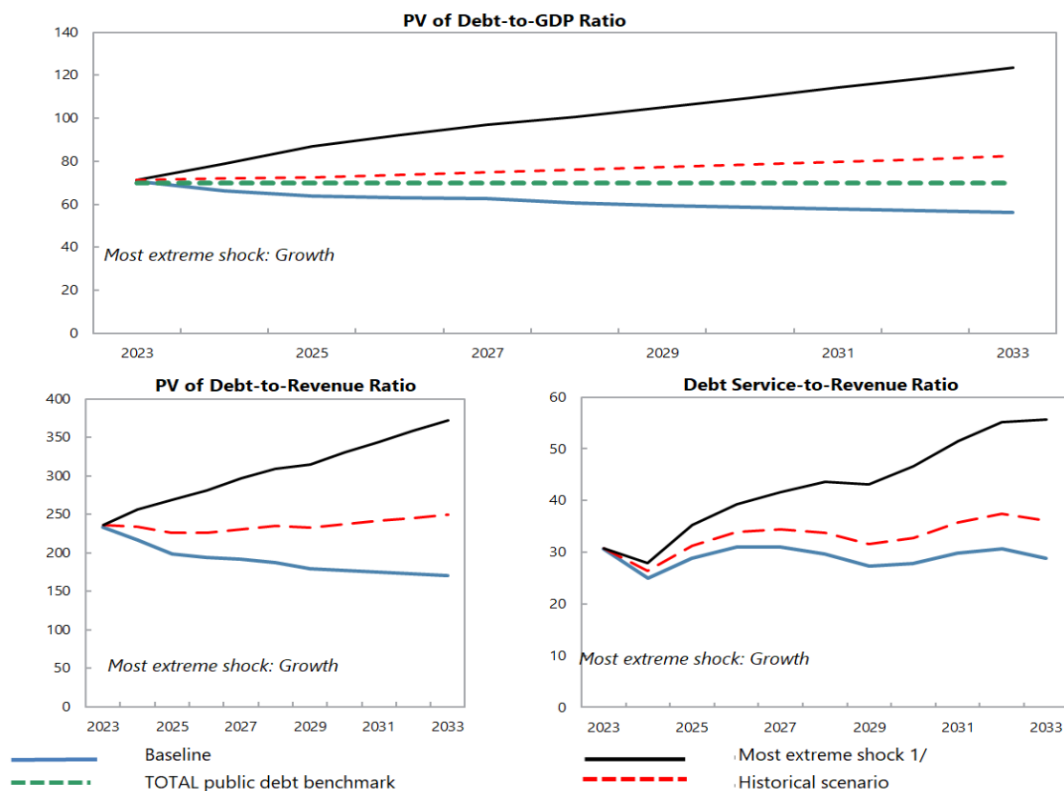 PV of Debt-to-GDP Ratio
140
120
100
80
60
40
20
0
Most extreme shock: Growth
2023 2025 2027 2029 2031 2033
PV of Debt-to-Revenue Ratio
400
350
300
250
200
150
100
50
0
Most extreme shock: Growth
2023 2025 2027 2029 2031 2033
Debt Service-to-Revenue Ratio
60
50
40
30
20
10
0
Most extreme shock: Growth
2023 2025 2027 2029 2031 2033
Baseline
TOTAL public debt benchmark
Most extreme shock 1/
Historical scenario